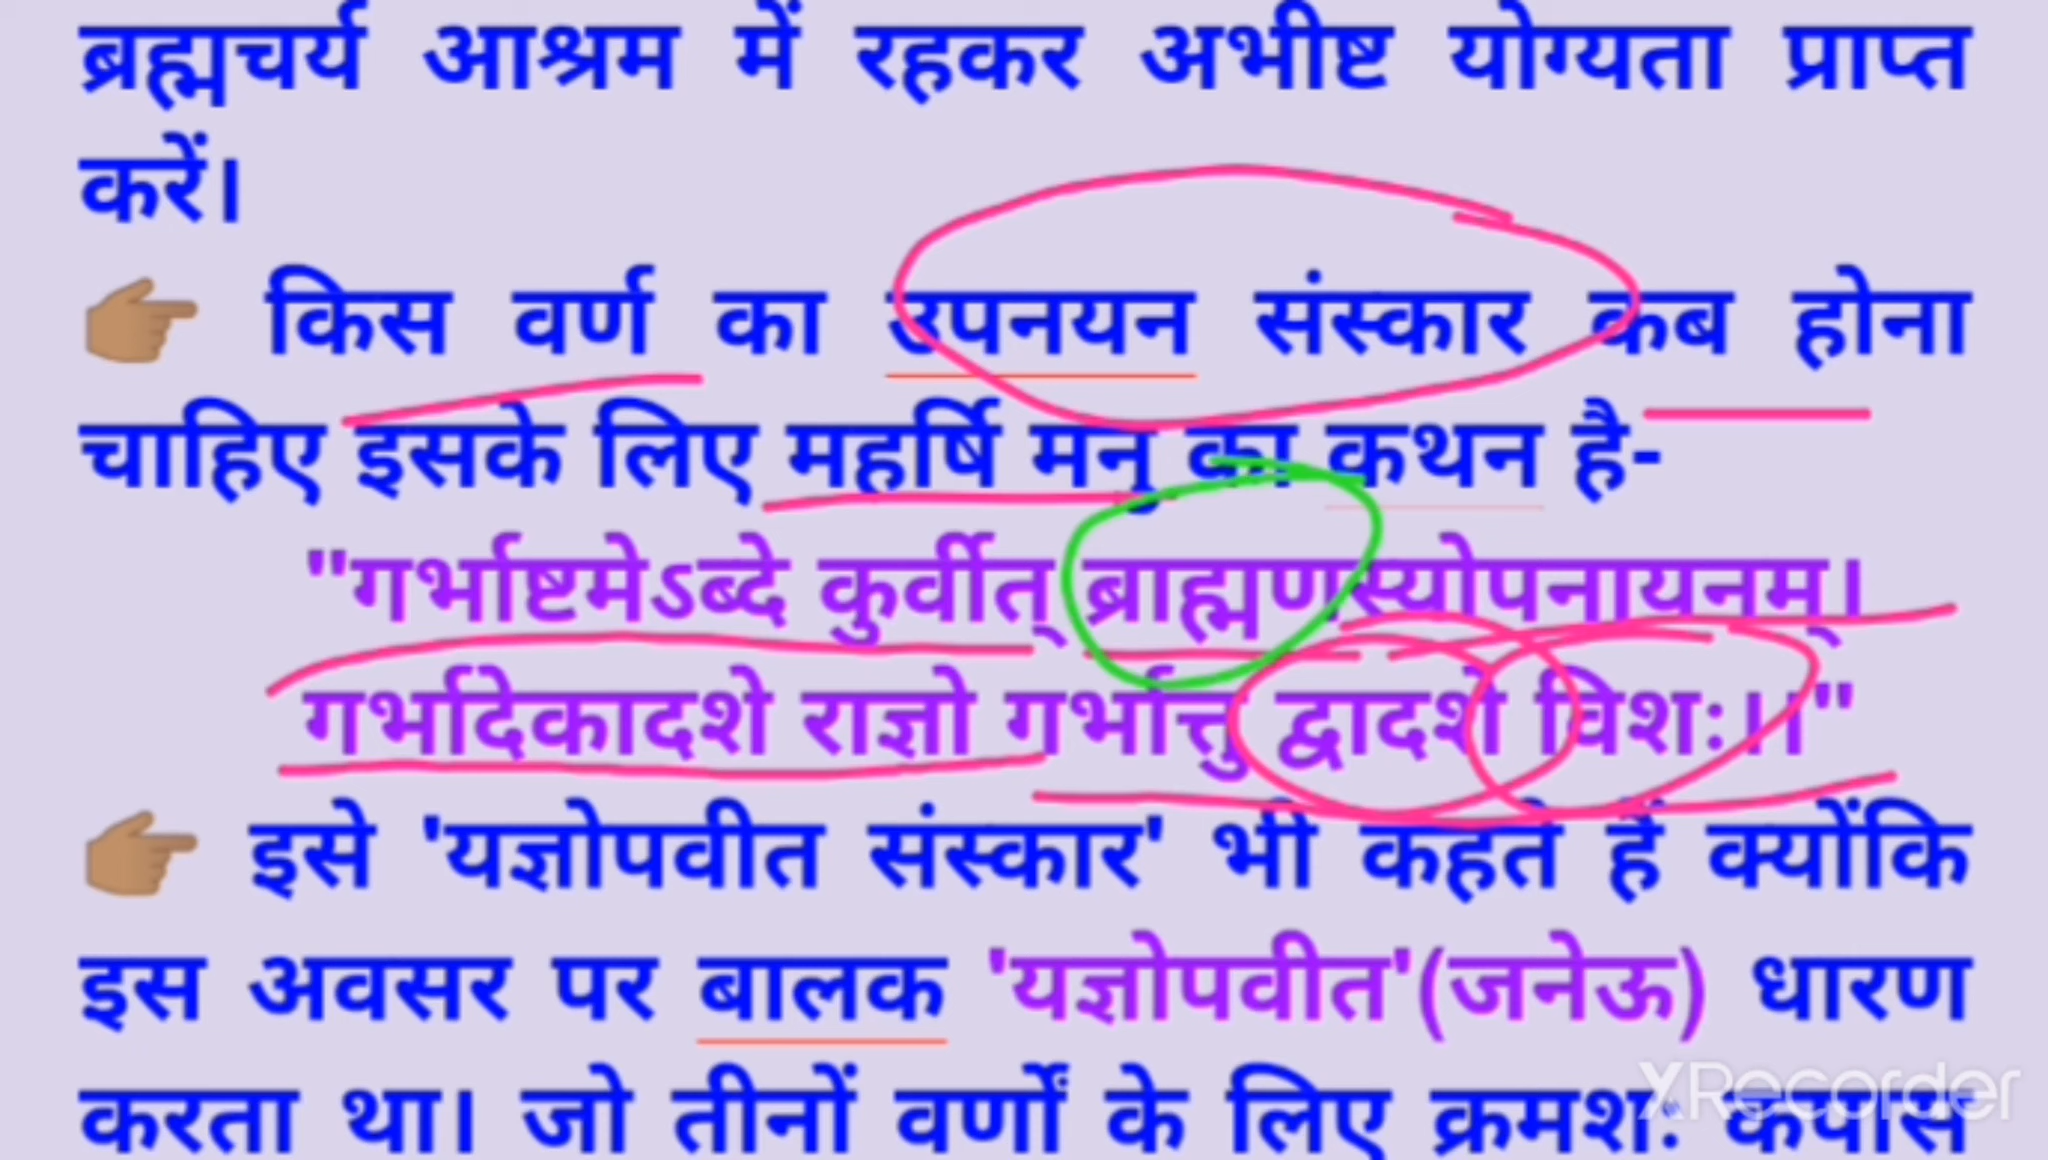 ब्रह्मचर्य आश्रम में रहकर अभीष्ट योग्यता प्राप्त
करें।
किस वर्ण का उपनयन संस्कार कब होना
चाहिए इसके लिए महर्षि मनु का कथन है-
"गर्भाष्टमेऽब्दे कुर्वीत् ब्राह्मणस्योपनायनम्।
गर्भादेकादशे राज्ञो गर्भात्तु द्वादशे विशः।।"
इसे 'यज्ञोपवीत संस्कार' भी कहते हैं क्योंकि
इस अवसर पर बालक 'यज्ञोपवीत'(जनेऊ) धारण
करता था। जो तीनों वर्णों के लिए क्रमशः कपास
XRecorder